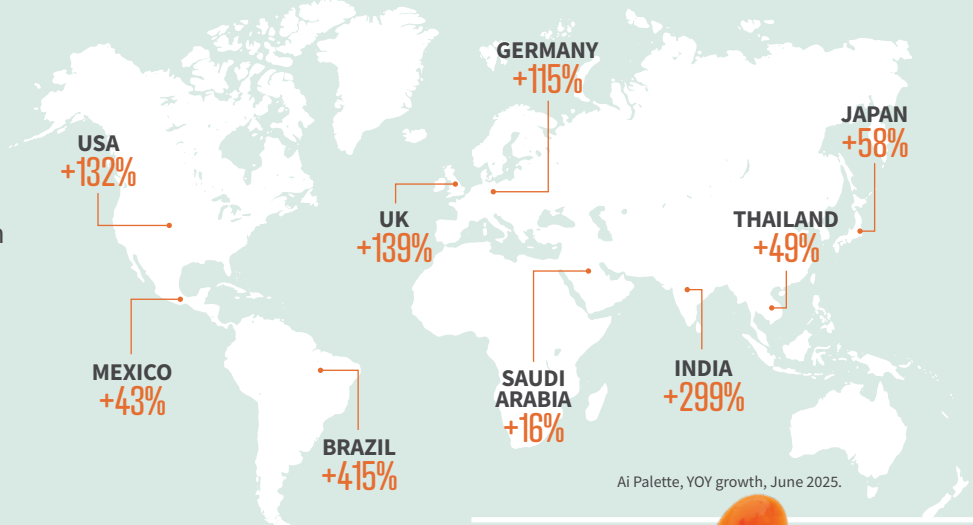 GERMANY
+115%
JAPAN
+58%
USA
+132%
UK
+139%
THAILAND
+49%
MEXICO
+43%
SAUDI
ARABIA
+16%
INDIA
+299%
BRAZIL
+415%
Ai Palette, YOY growth, June 2025.